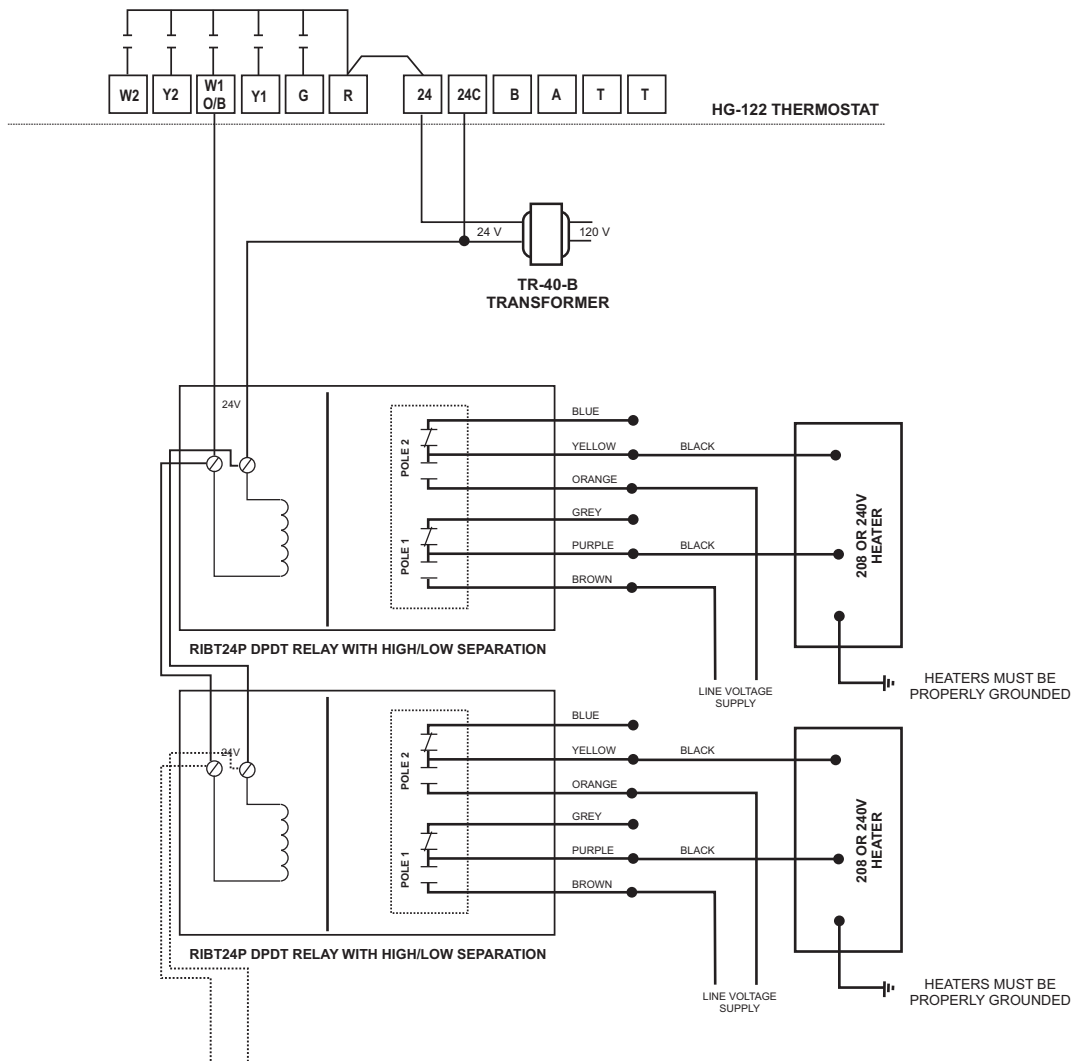 W2 Y2 W1 O/B Y1 G R 24 24C B A T T
HG-122 THERMOSTAT
24 V
120 V
TR-40-B
TRANSFORMER
24V
POLE 2
POLE 1
BLUE
YELLOW
BLACK
ORANGE
GREY
PURPLE
BLACK
BROWN
208 OR 240V
HEATER
RIBT24P DPDT RELAY WITH HIGH/LOW SEPARATION
LINE VOLTAGE
SUPPLY
HEATERS MUST BE
PROPERLY GROUNDED
24V
POLE 2
POLE 1
BLUE
YELLOW
BLACK
ORANGE
GREY
PURPLE
BLACK
BROWN
208 OR 240V
HEATER
RIBT24P DPDT RELAY WITH HIGH/LOW SEPARATION
LINE VOLTAGE
SUPPLY
HEATERS MUST BE
PROPERLY GROUNDED